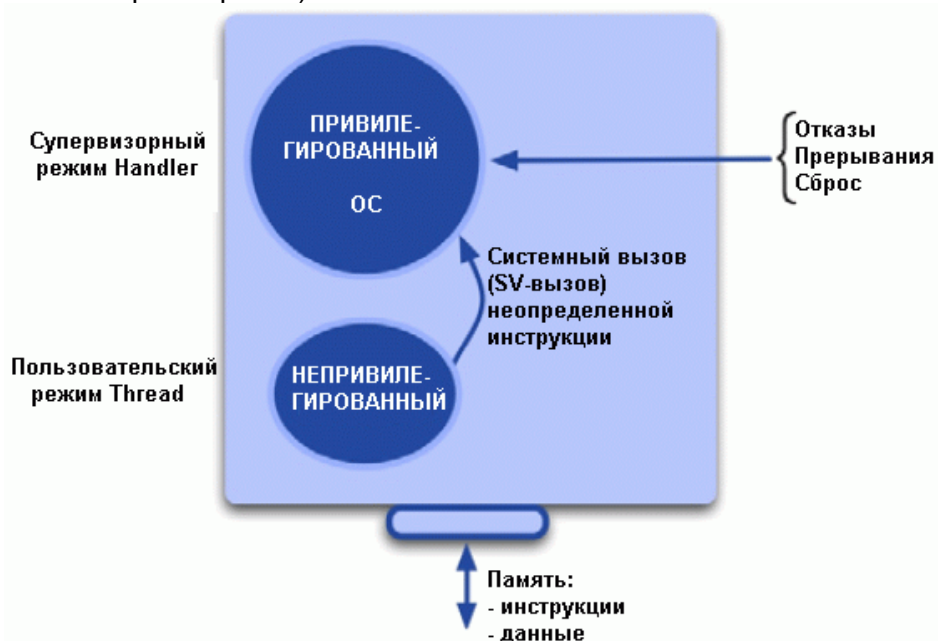 ПРИВИЛЕ-
ГИРОВАННЫЙ
ОС
Супервизорный
режим Handler
Отказы
Прерывания
Сброс
Системный вызов
(SV-вызов)
неопределенной
инструкции
Пользовательский
режим Thread
НЕПРИВИЛЕ-
ГИРОВАННЫЙ
Память:
- инструкции
- данные